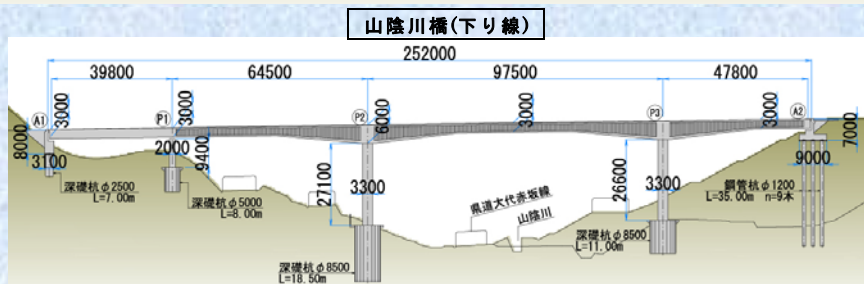 山陰川橋(下り線)
252000
39800
64500
97500
47800
A1
3000
P1
3000
P2
6000
3000
P3
3000
A2
8000
3100
2000
9400
27100
3300
26600
3300
7000
9000
深礎杭φ2500
L=7.00m
深礎杭φ5000
L=8.00m
深礎杭φ8500
L=18.50m
県道大代赤坂線
山陰川
深礎杭φ8500
L=11.00m
鋼管杭φ1200
L=35.00m n=9本